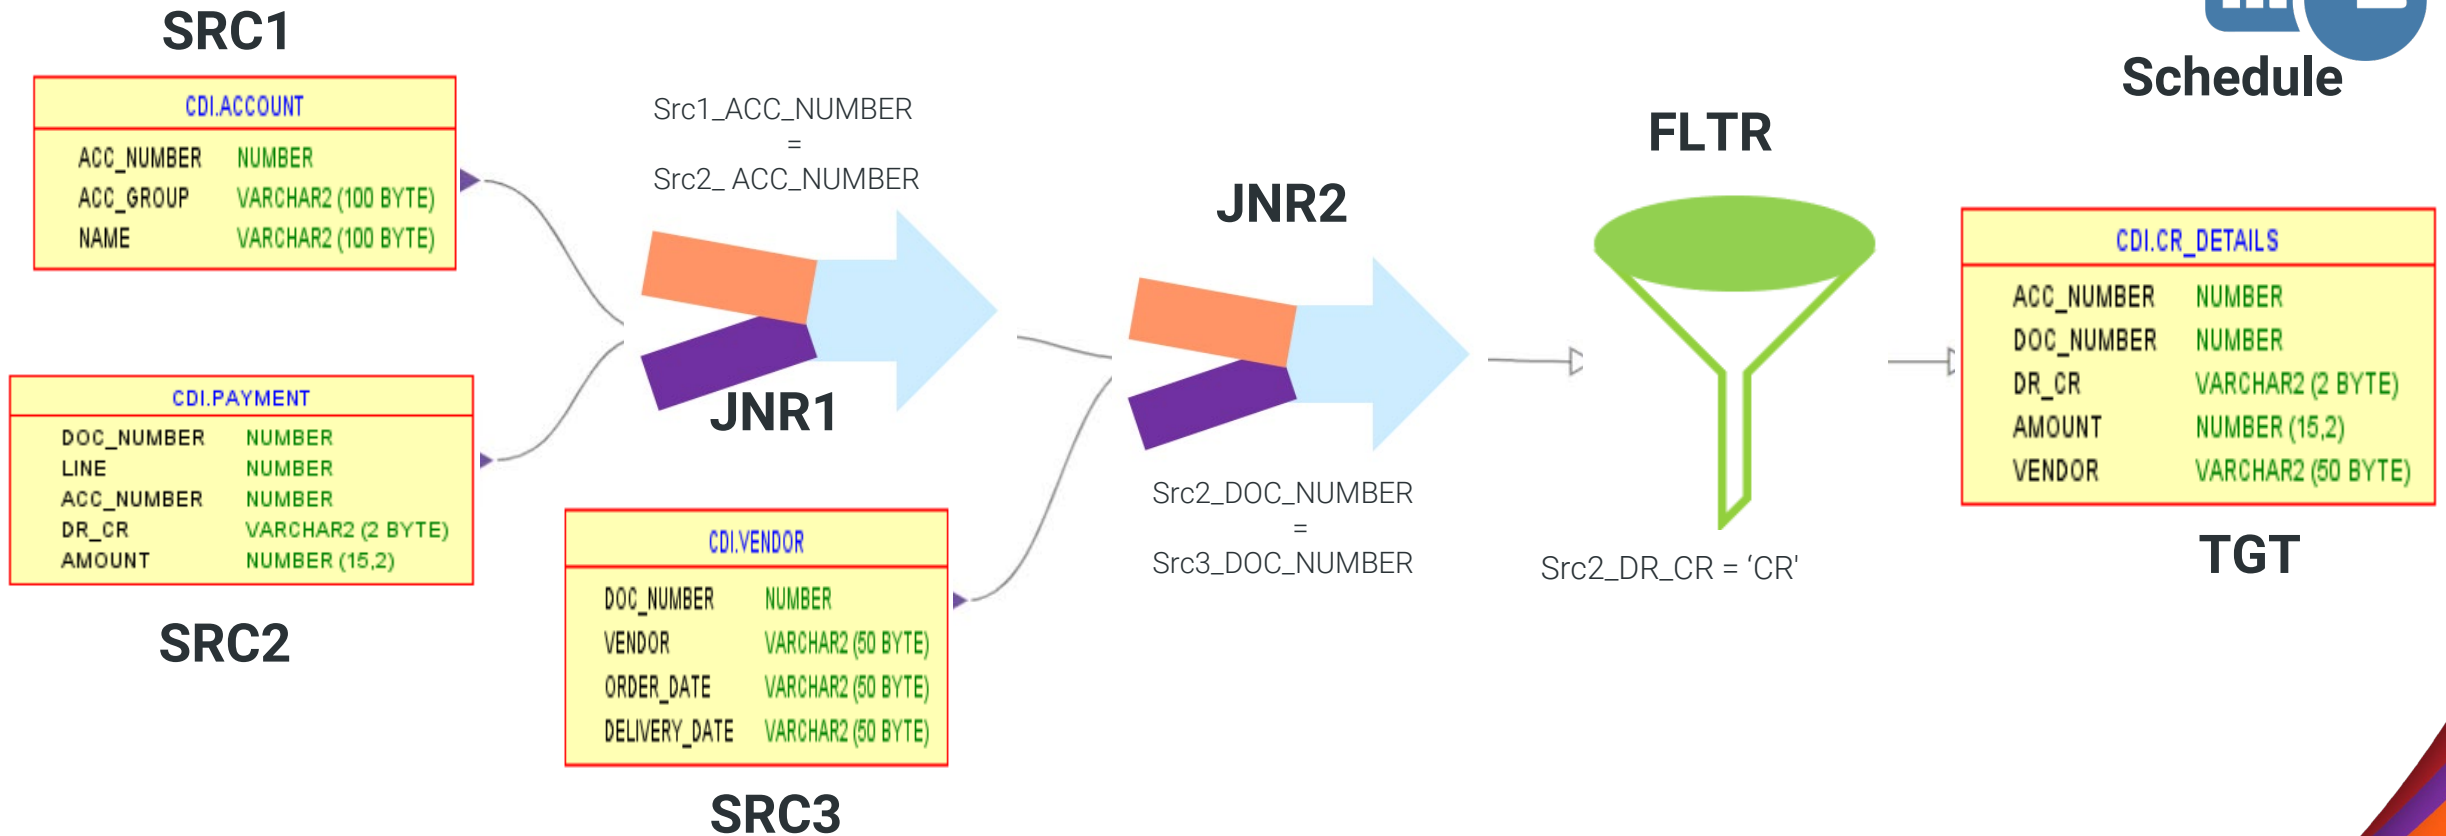 SRC1
CDI.ACCOUNT
ACC_NUMBER NUMBER
ACC_GROUP VARCHAR2 (100 BYTE)
NAME VARCHAR2 (100 BYTE)
Src1_ACC_NUMBER
=
Src2_ ACC_NUMBER
JNR1
CDI.PAYMENT
DOC_NUMBER NUMBER
LINE NUMBER
ACC_NUMBER NUMBER
DR_CR VARCHAR2 (2 BYTE)
AMOUNT NUMBER (15,2)
SRC2
CDI.VENDOR
DOC_NUMBER NUMBER
VENDOR VARCHAR2 (50 BYTE)
ORDER_DATE VARCHAR2 (50 BYTE)
DELIVERY_DATE VARCHAR2 (50 BYTE)
SRC3
JNR2
Src2_DOC_NUMBER
=
Src3_DOC_NUMBER
FLTR
Src2_DR_CR = ‘CR'
Schedule
CDI.CR_DETAILS
ACC_NUMBER NUMBER
DOC_NUMBER NUMBER
DR_CR VARCHAR2 (2 BYTE)
AMOUNT NUMBER (15,2)
VENDOR VARCHAR2 (50 BYTE)
TGT